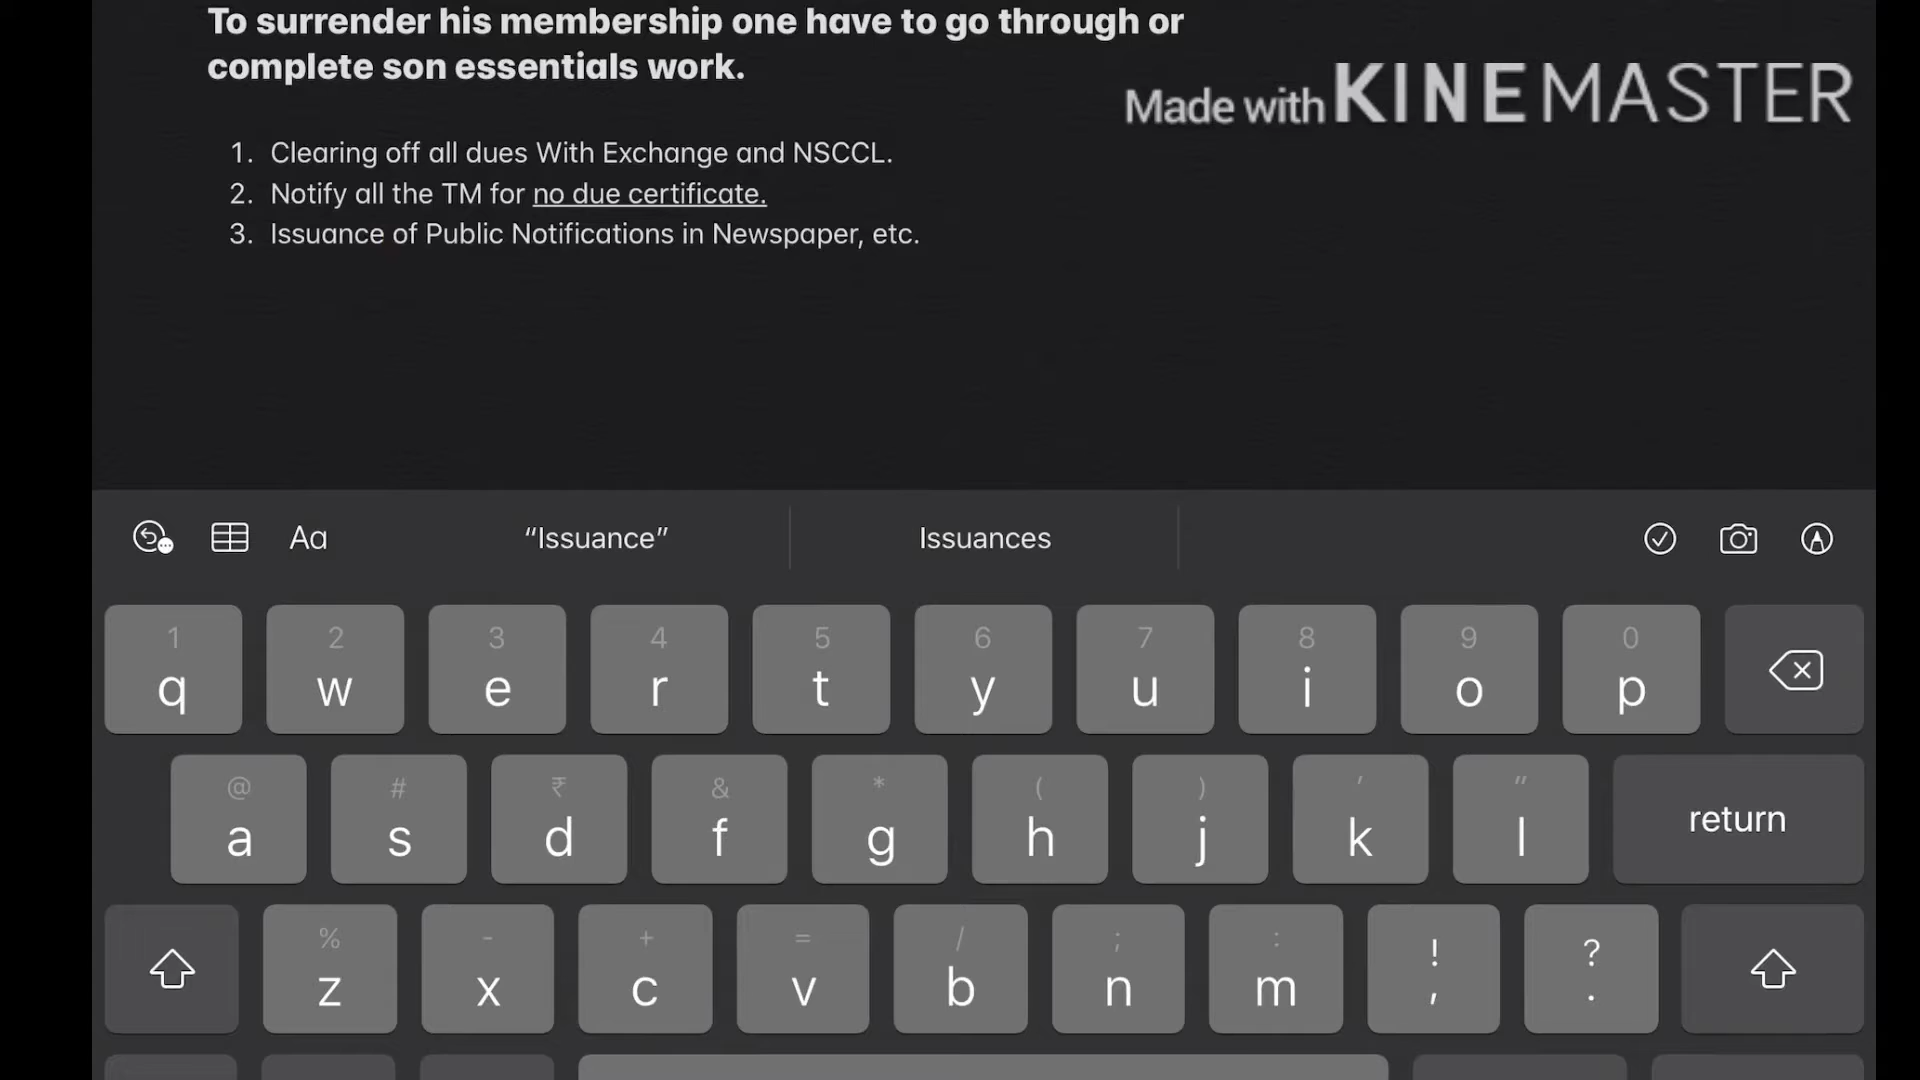 To surrender his membership one have to go through or
complete son essentials work.
Made with KINEMASTER
1. Clearing off all dues With Exchange and NSCCL.
2. Notify all the TM for no due certificate.
3. Issuance of Public Notifications in Newspaper, etc.
Aa “Issuance” Issuances
1 2 3 4 5 6 7 8 9 0
q w e r t y u i o p
@ # ₹ & * ( ) ' "
a s d f g h j k l return
% - + = / ; : ! ?
z x c v b n m , .